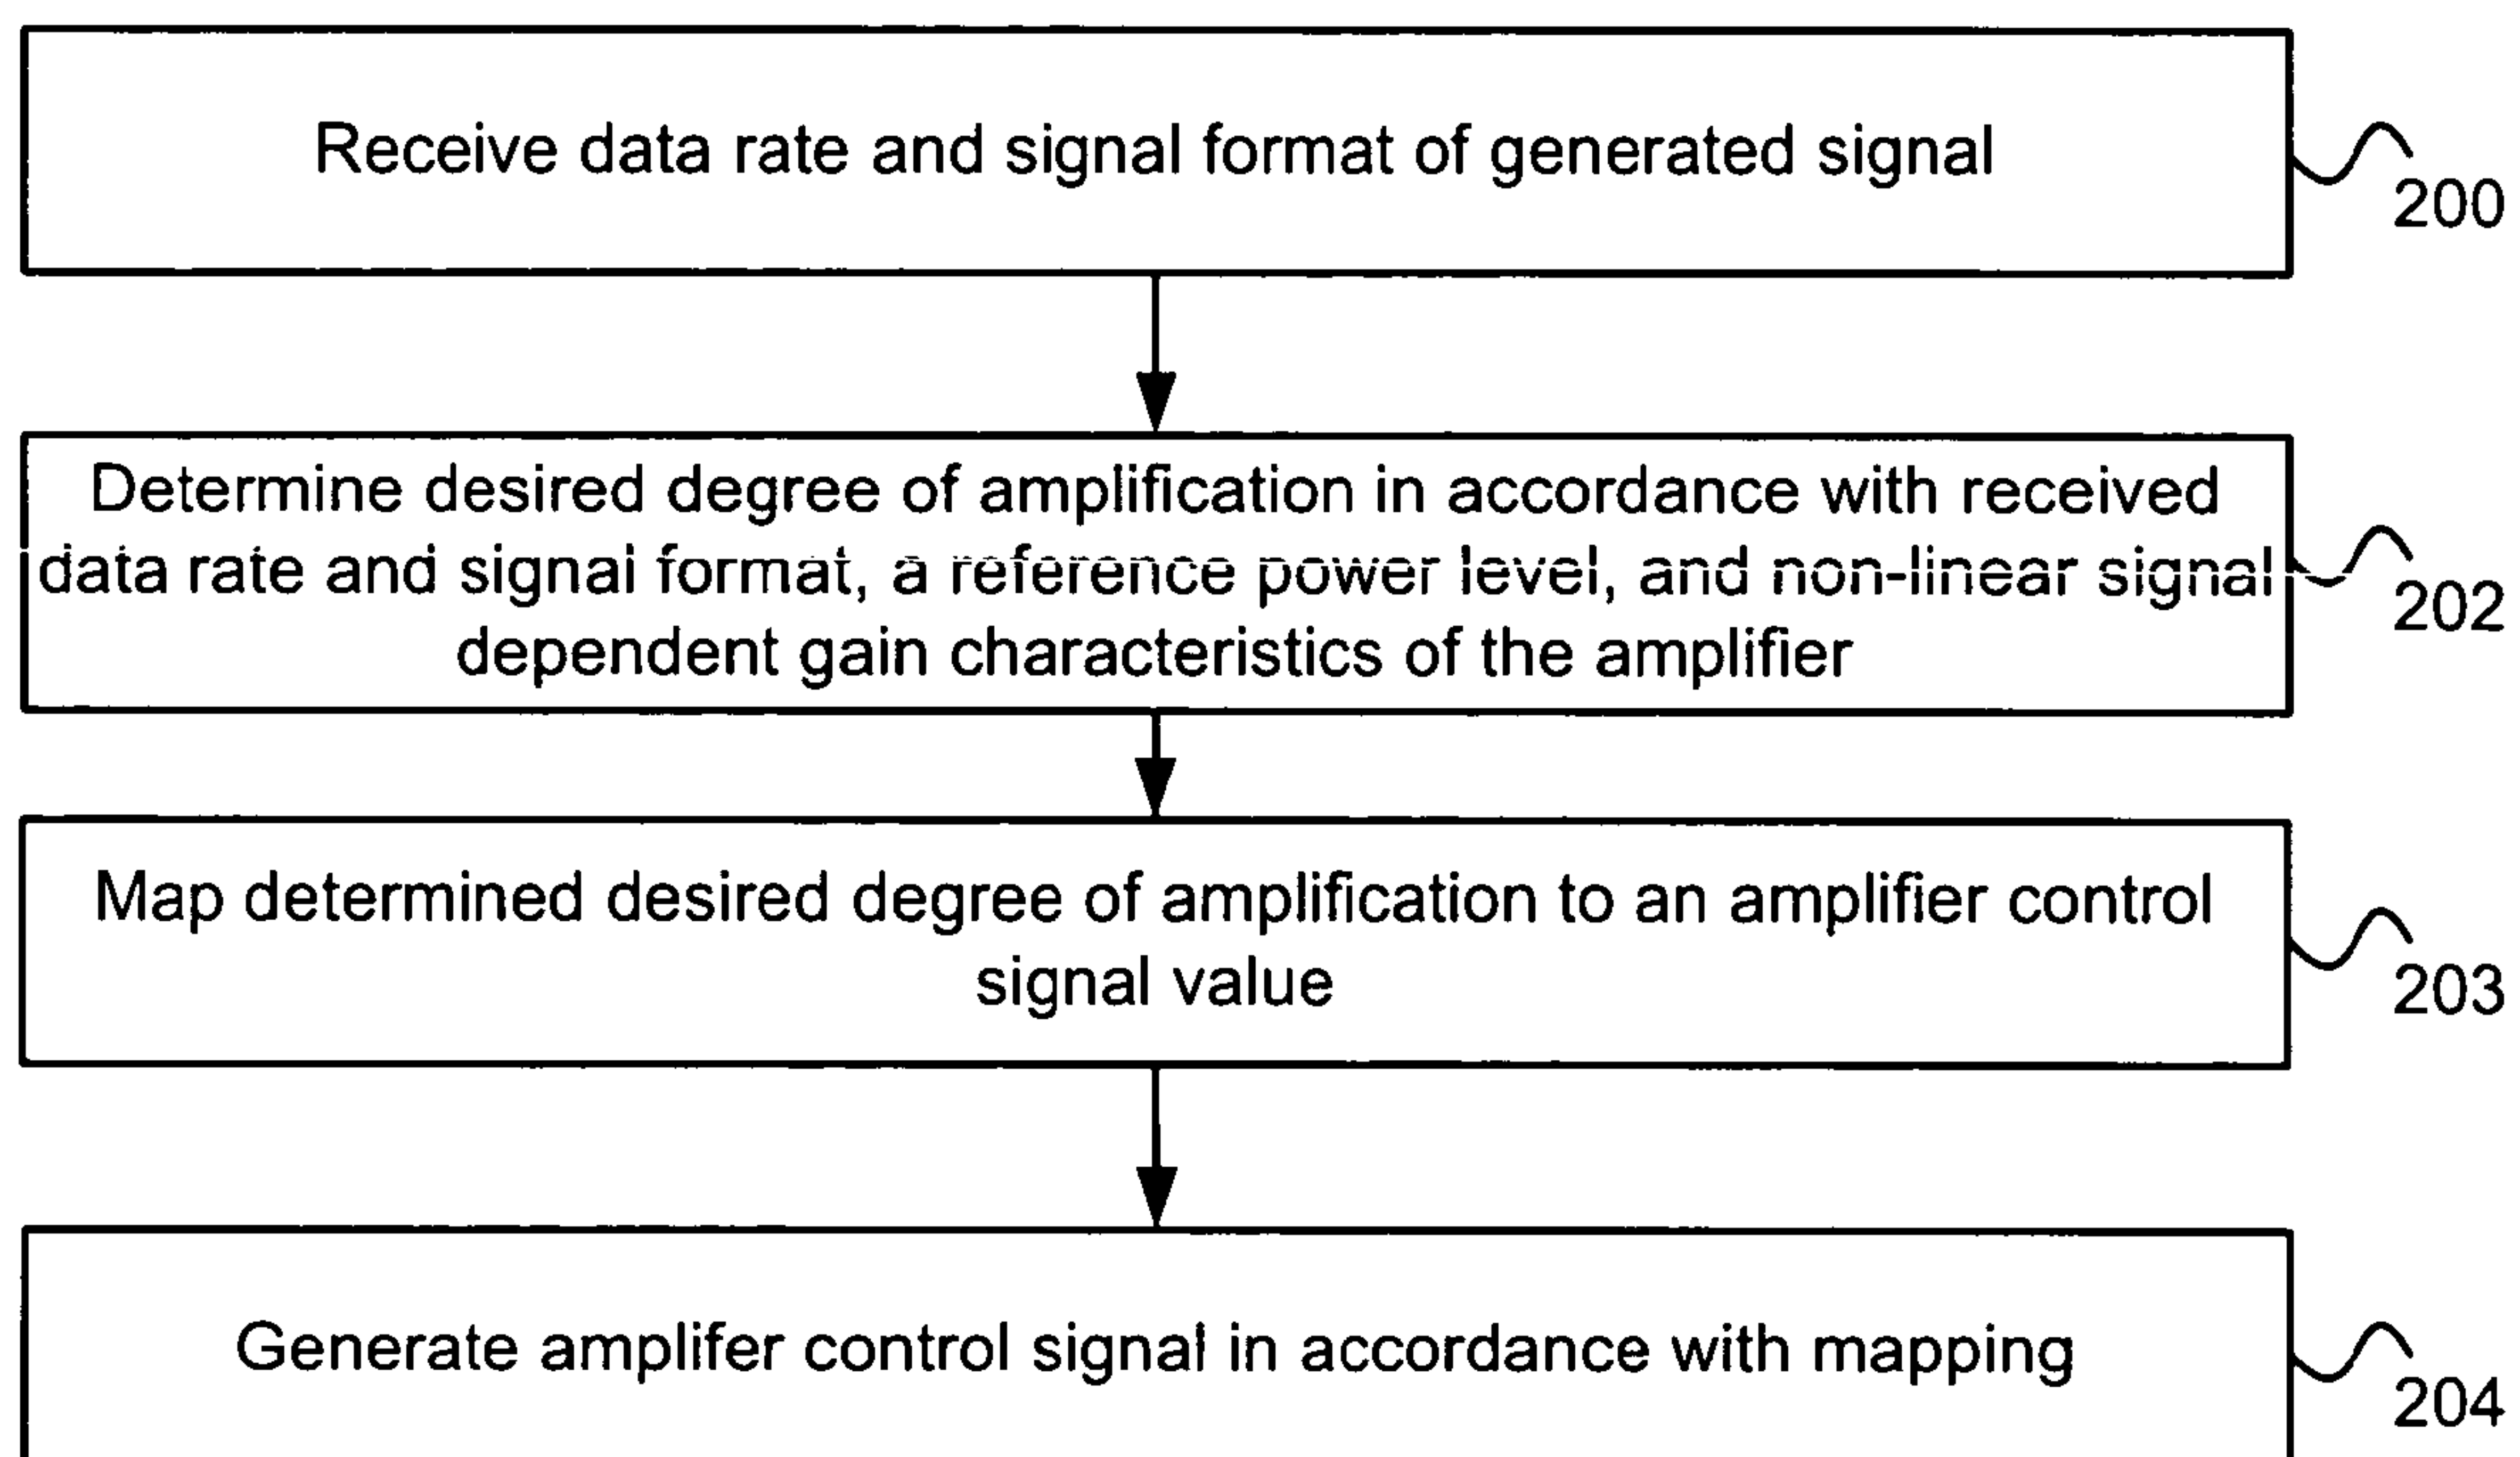 Receive data rate and signal format of generated signal
200
Determine desired degree of amplification in accordance with received
data rate and signal format, a reference power level, and non-linear signal
dependent gain characteristics of the amplifier
202
Map determined desired degree of amplification to an amplifier control
signal value
203
Generate amplifer control signal in accordance with mapping
204